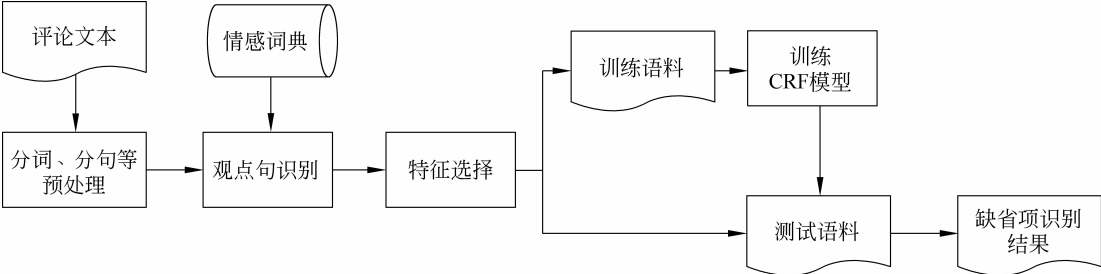 评论文本
情感词典
训练语料
训练
CRF模型
分词、分句等
预处理
观点句识别
特征选择
测试语料
缺省项识别
结果